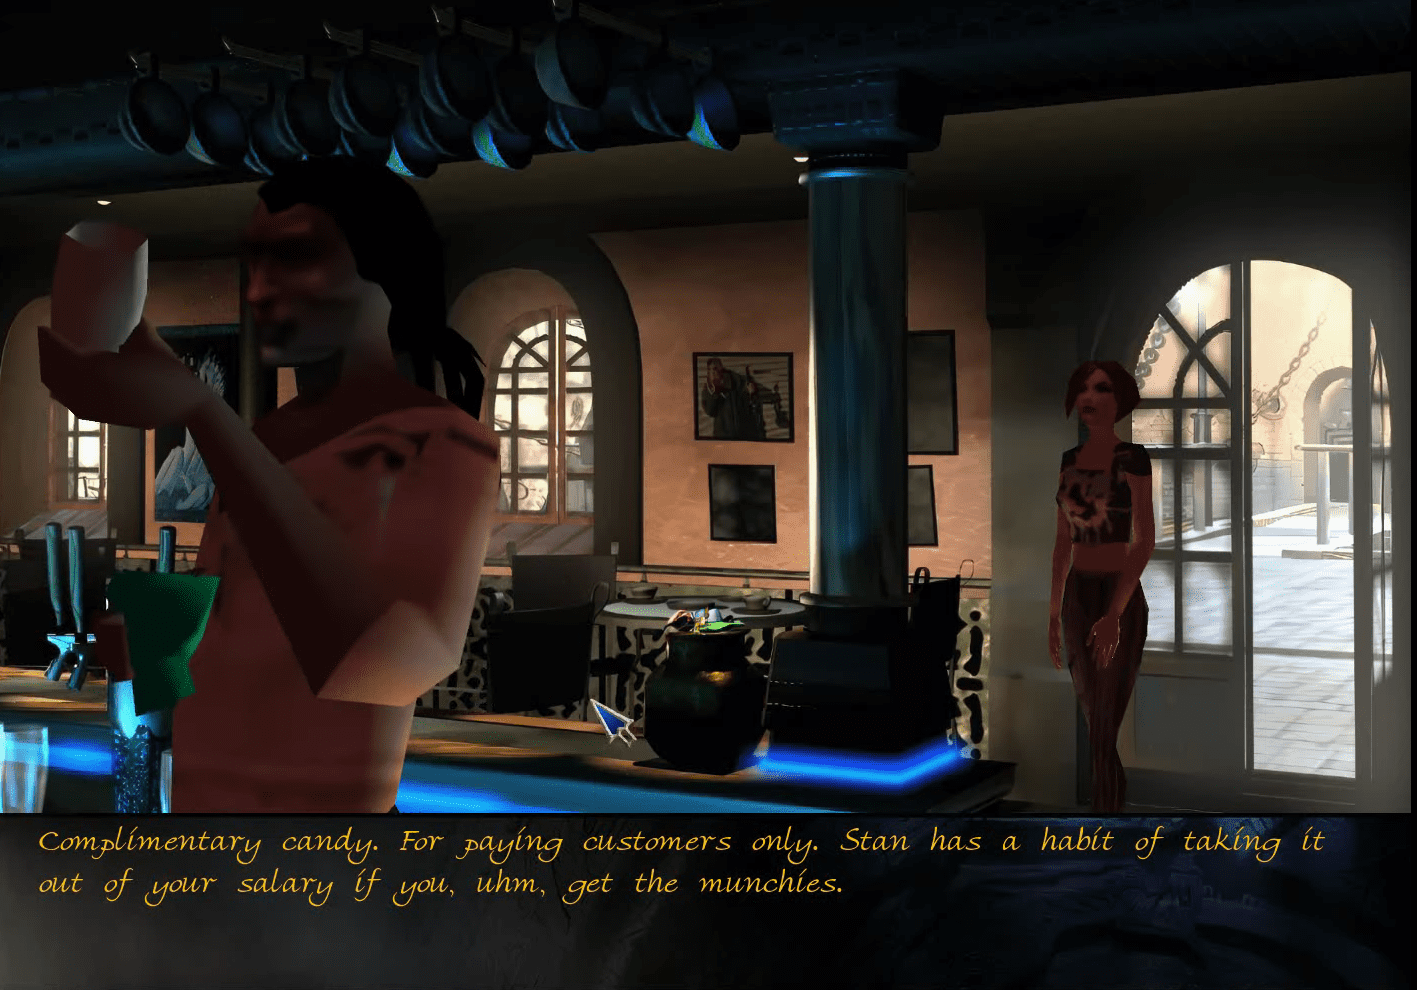 Complimentary candy. For paying customers only. Stan has a habit of taking it
out of your salary if you, uhm, get the munchies.